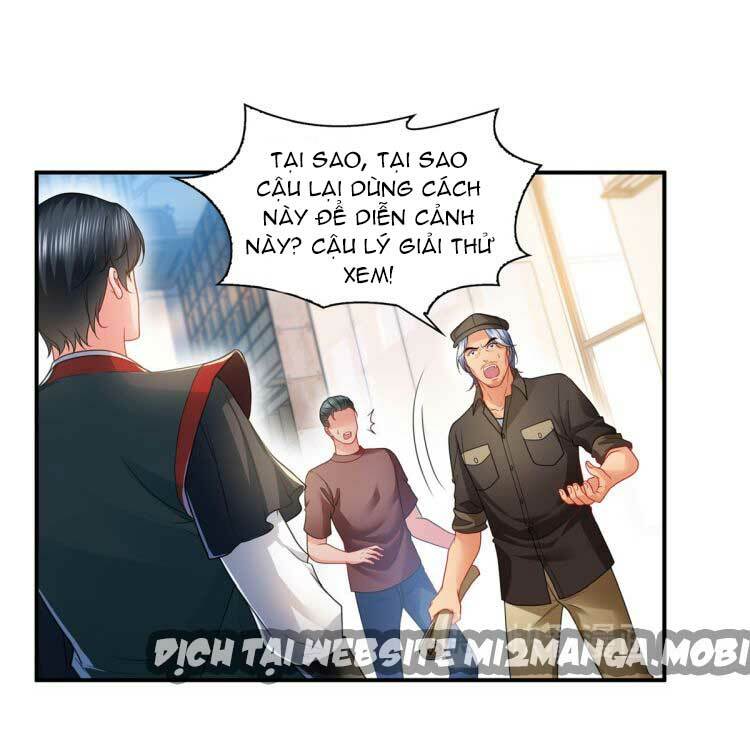 TẠI SAO, TẠI SAO
CẬU LẠI DÙNG CÁCH
NÀY ĐỂ DIỄN CẢNH
NÀY? CẬU LÝ GIẢI THỬ
XEM!
DỊCH TẠI WEBSITE MI2MANGA.MOBI